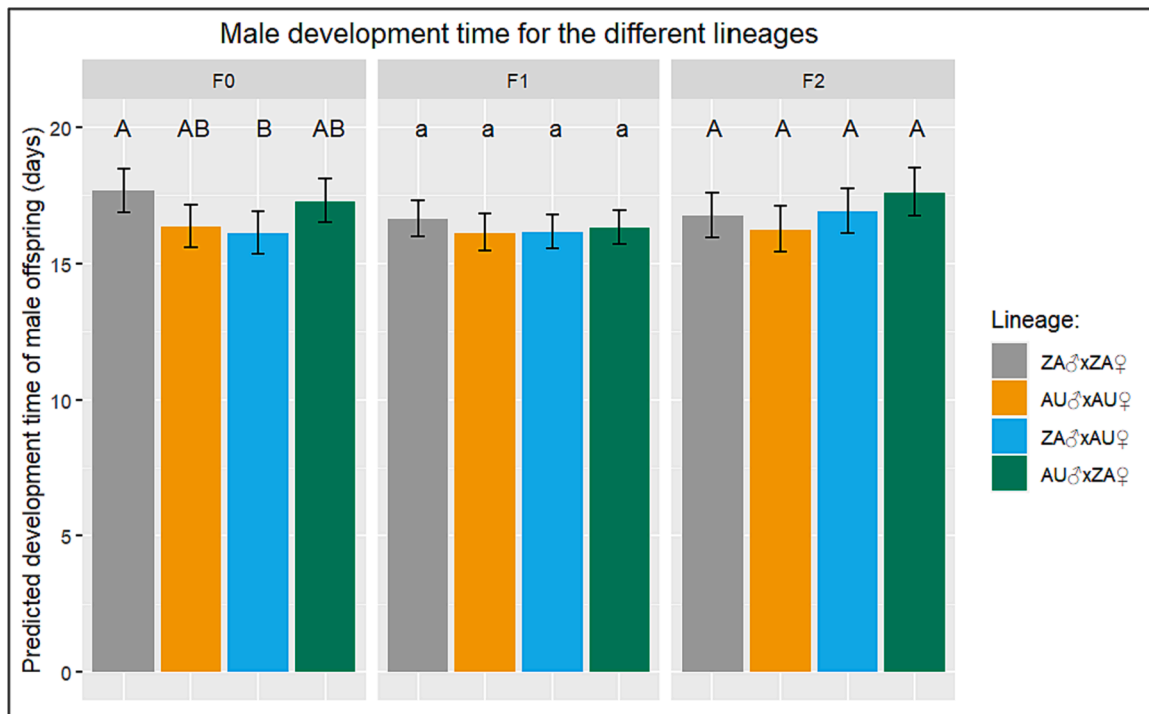 Male development time for the different lineages
F0 F1 F2
A AB B AB a a a a A A A A
Predicted development time of male offspring (days)
20
15
10
5
0
Lineage:
ZA♂xZA♀
AU♂xAU♀
ZA♂xAU♀
AU♂xZA♀